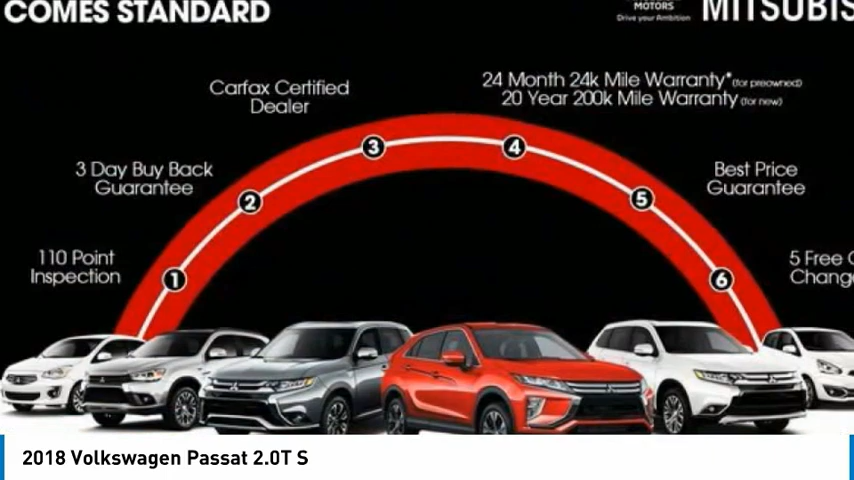 COMES STANDARD
MOTORS
Drive your Ambition
Carfax Certified
Dealer
24 Month 24k Mile Warranty* (for preowned)
20 Year 200k Mile Warranty (for new)
3 Day Buy Back
Guarantee
Best Price
Guarantee
110 Point
Inspection
5 Free
1
2
3
4
5
6
2018 Volkswagen Passat 2.0T S